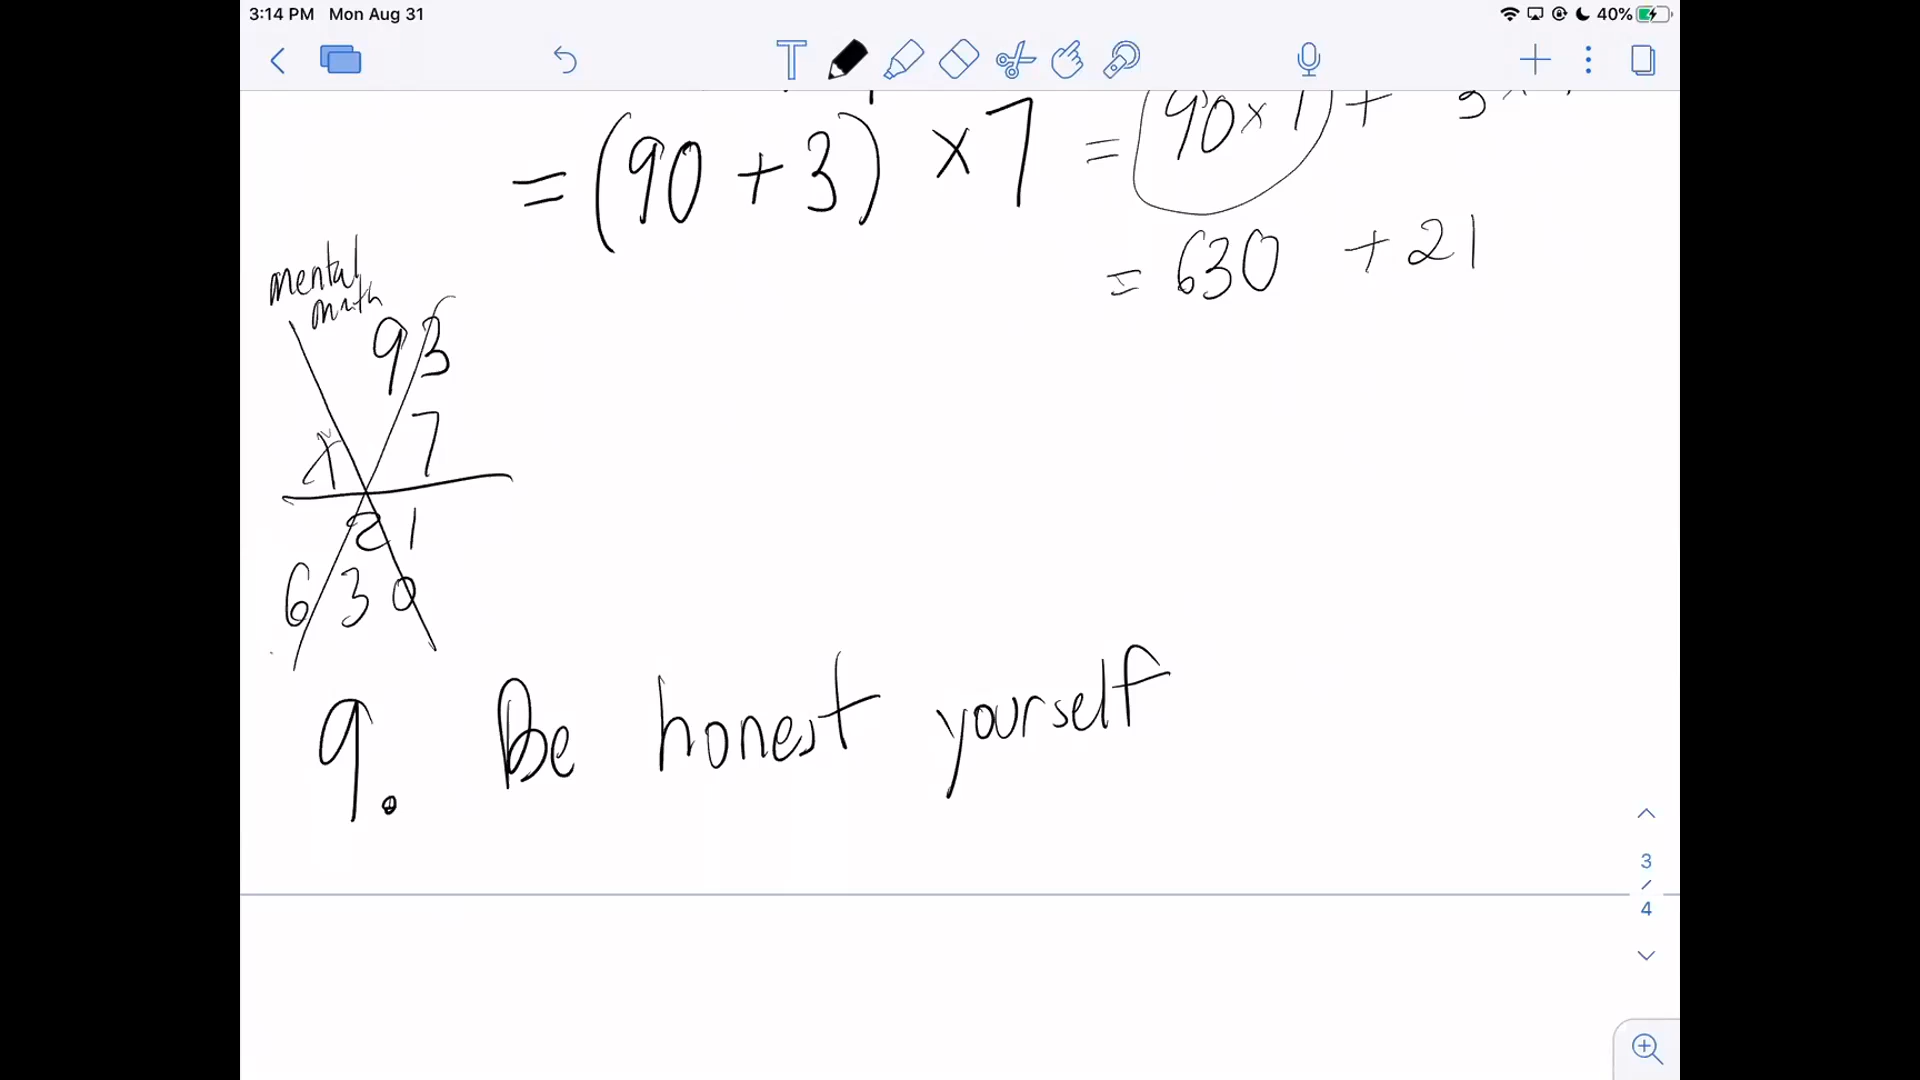 3:14 PM Mon Aug 31
40%
T
= (90 + 3) × 7 = (90 × 7) +
= 630 + 21
mental
math
93
× 7
21
630
9. Be honest yourself
3
/
4